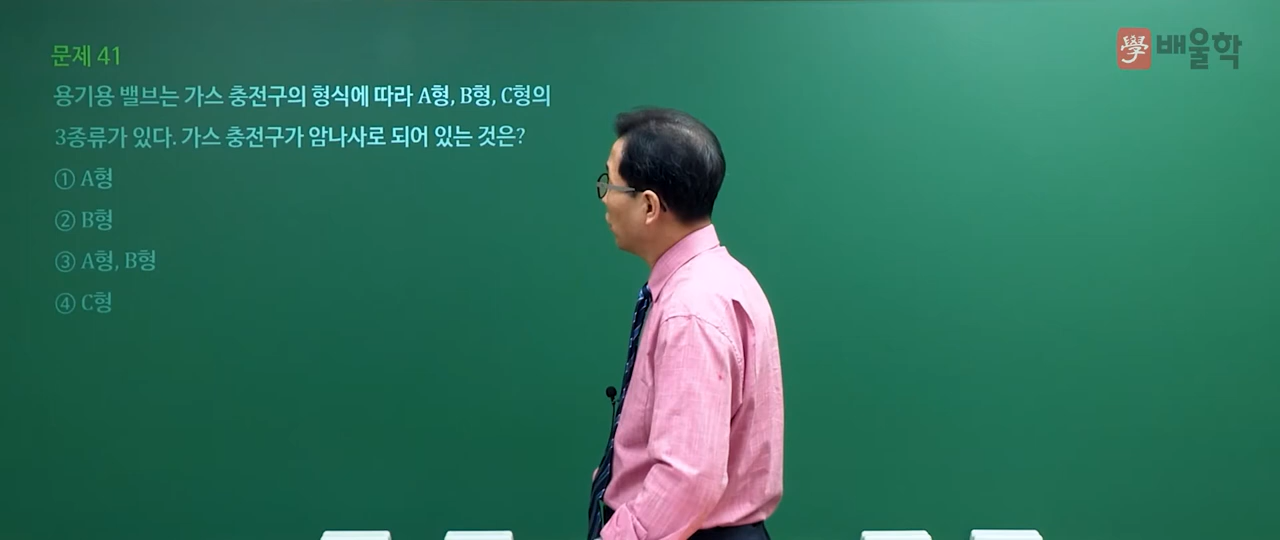 學 배울학
문제 41
용기용 밸브는 가스 충전구의 형식에 따라 A형, B형, C형의
3종류가 있다. 가스 충전구가 암나사로 되어 있는 것은?
① A형
② B형
③ A형, B형
④ C형